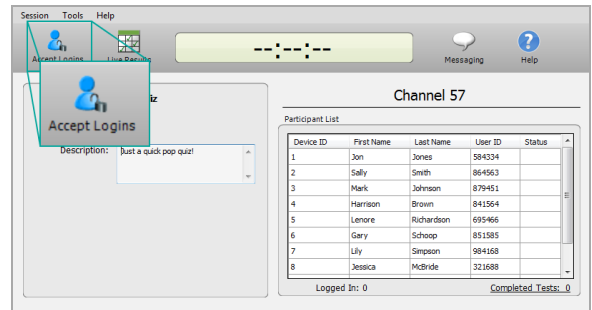 Session Tools Help
Accept Logins
Live Results
--:--:--
Messaging
Help
Accept Logins
iz
Description: Just a quick pop quiz!
Channel 57
Participant List
Device ID First Name Last Name User ID Status
1 Jon Jones 584334
2 Sally Smith 864563
3 Mark Johnson 879451
4 Harrison Brown 841564
5 Lenore Richardson 695466
6 Gary Schoop 851585
7 Lily Simpson 984168
8 Jessica McBride 321688
Logged In: 0 Completed Tests: 0